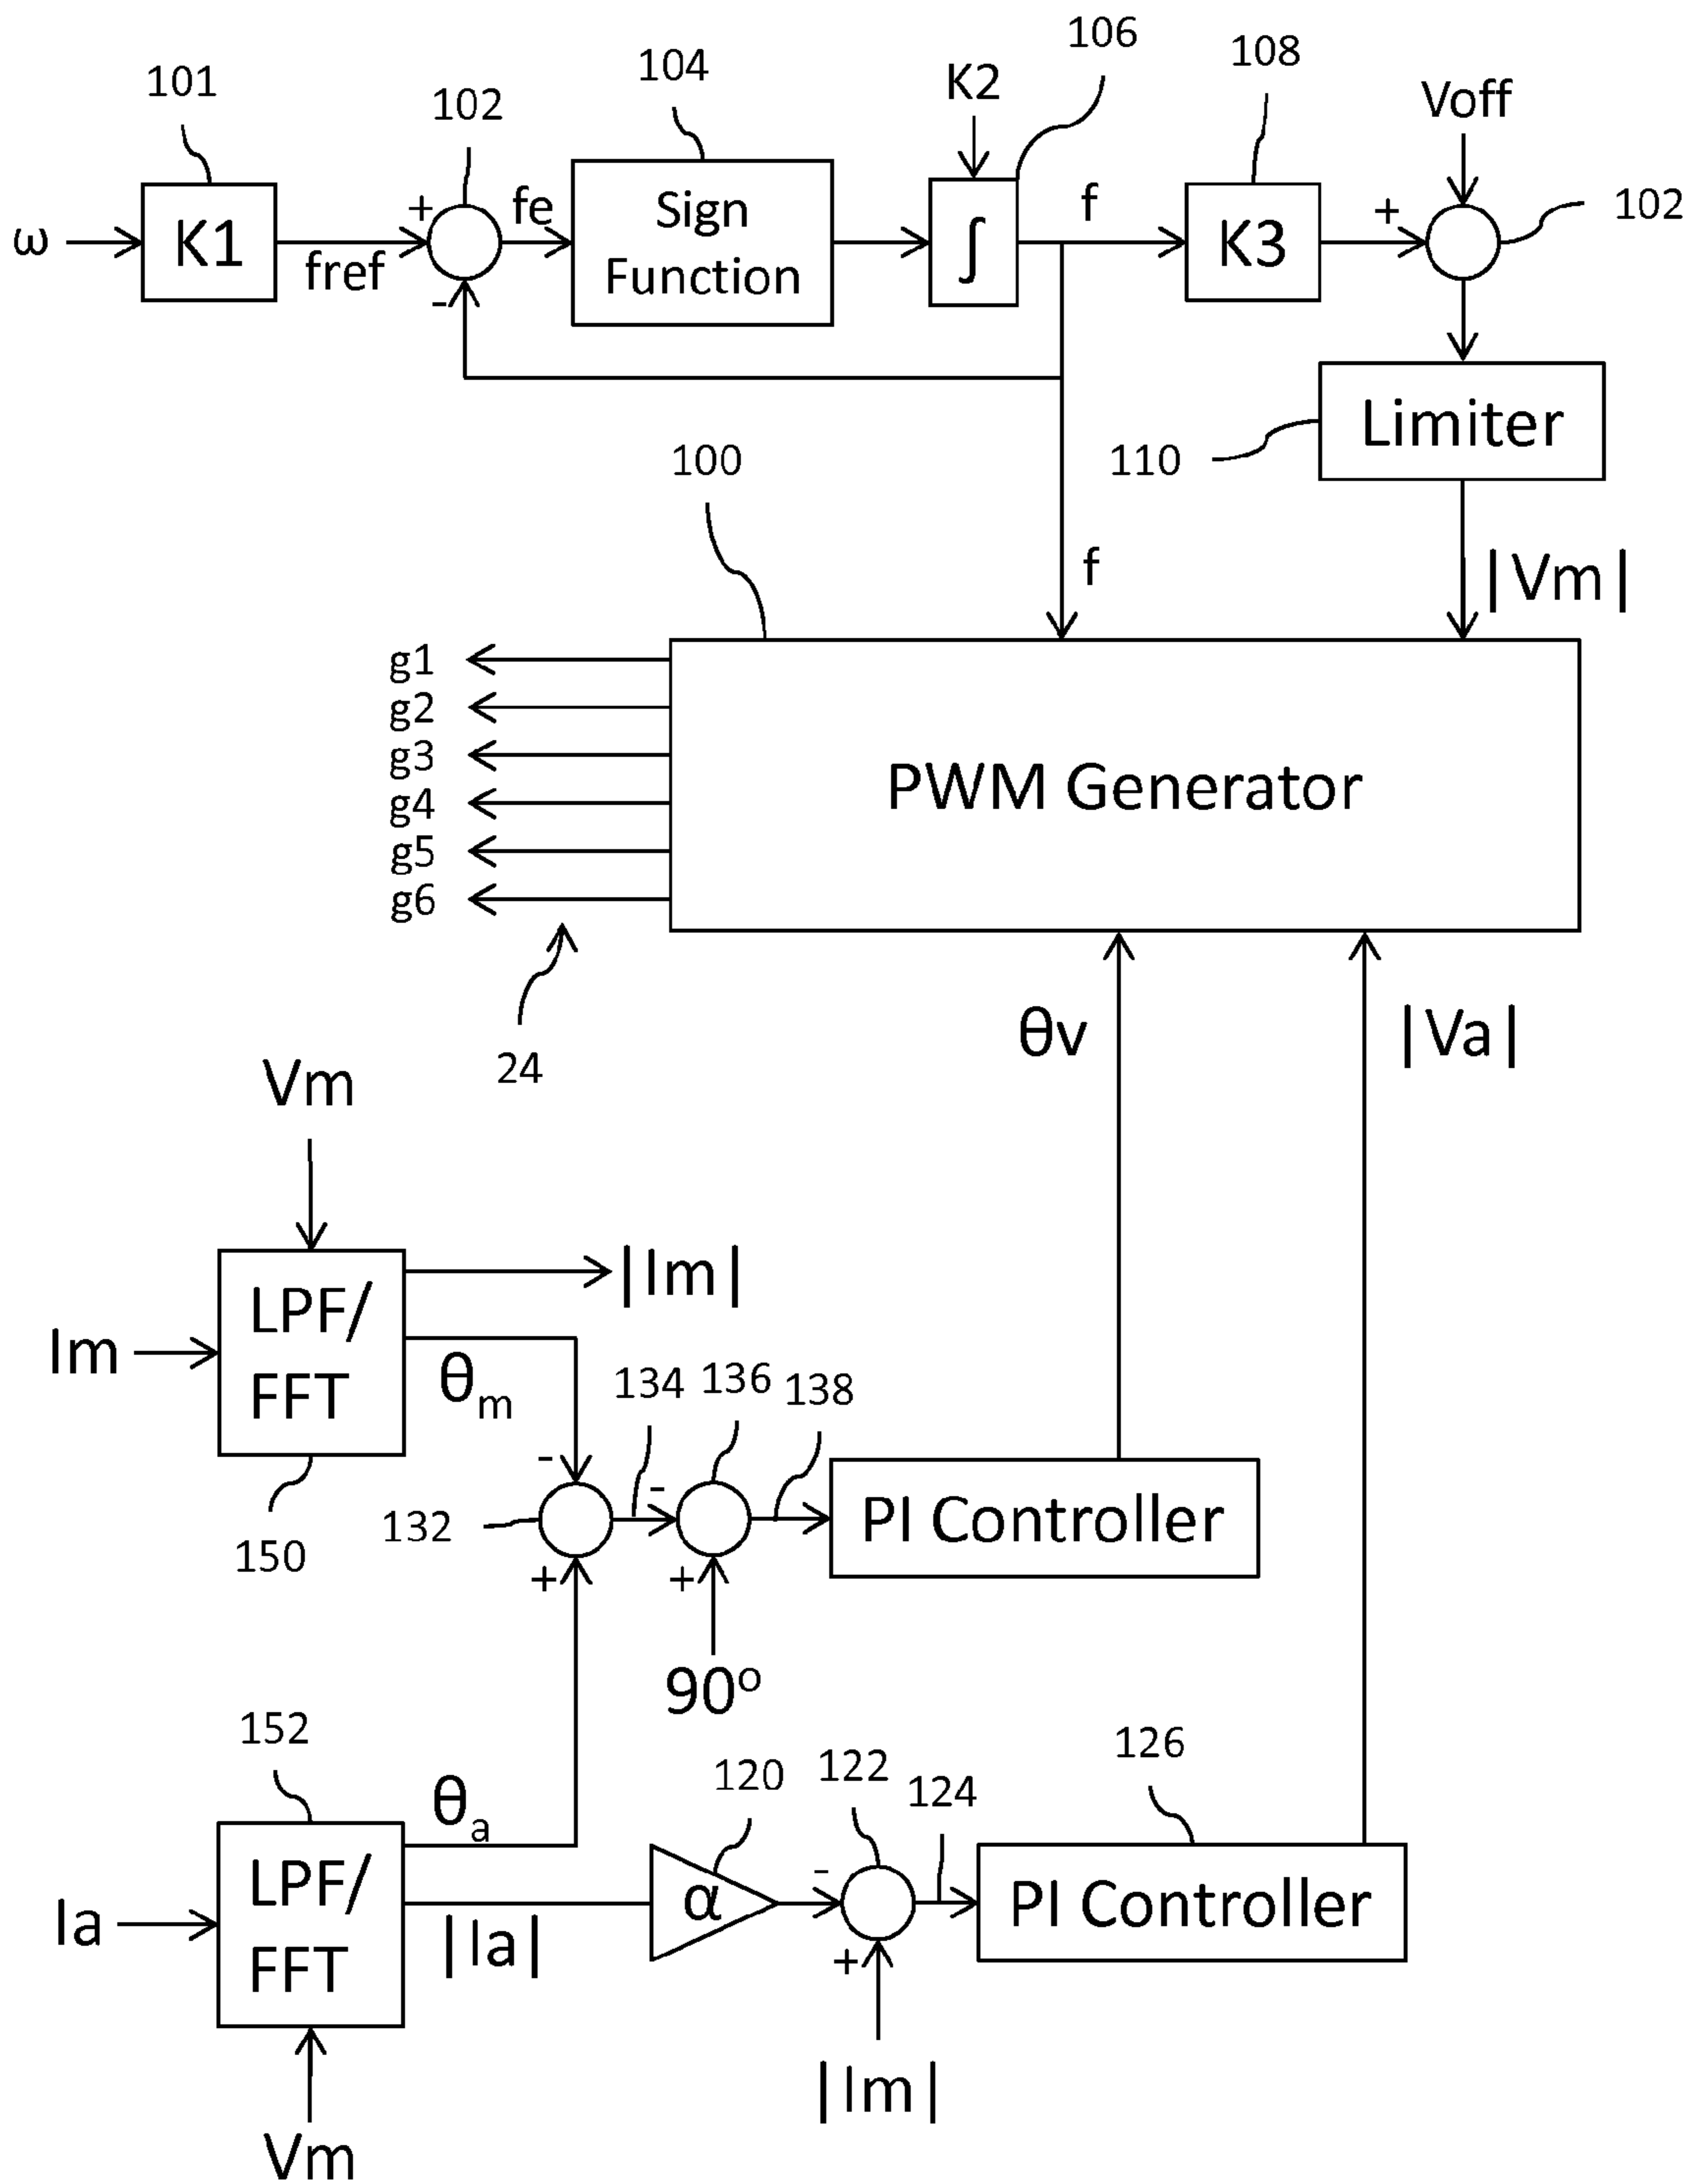 106
101
104
108
102
K2
Voff
ω
K1
+
fref
-
fe
Sign
Function
∫
f
K3
+
102
Limiter
110
100
f
|Vm|
g1
g2
g3
g4
g5
g6
PWM Generator
24
θv
|Va|
Vm
Im
LPF/
FFT
|Im|
θm
150
134
136
138
-
-
132
+
+
PI Controller
90o
152
θa
120
122
124
126
Ia
LPF/
FFT
|Ia|
α
-
+
PI Controller
|Im|
Vm